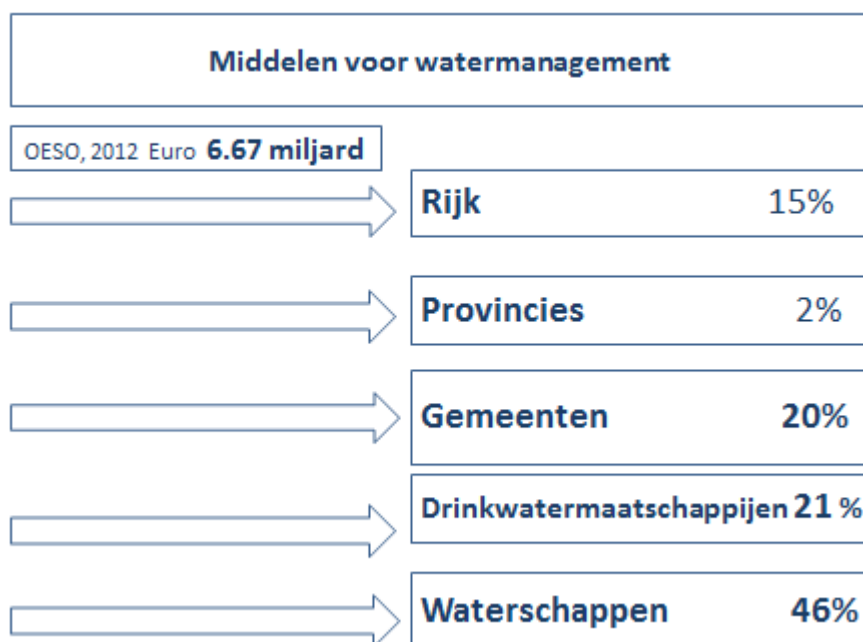 Middelen voor watermanagement
OESO, 2012 Euro 6.67 miljard
Rijk 15%
Provincies 2%
Gemeenten 20%
Drinkwatermaatschappijen 21 %
Waterschappen 46%